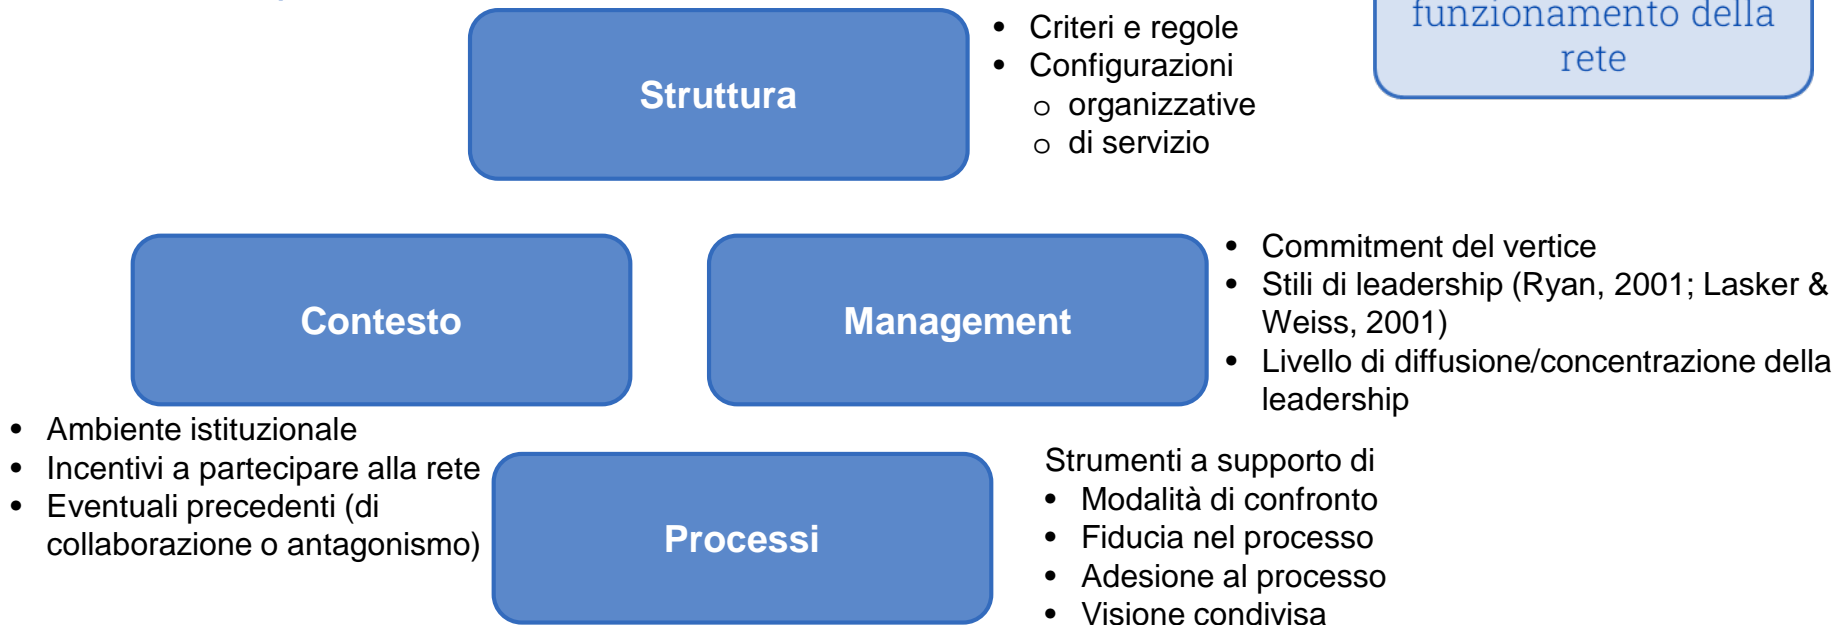 funzionamento della
rete
Struttura
• Criteri e regole
• Configurazioni
o organizzative
o di servizio
Contesto
• Ambiente istituzionale
• Incentivi a partecipare alla rete
• Eventuali precedenti (di
collaborazione o antagonismo)
Management
• Commitment del vertice
• Stili di leadership (Ryan, 2001; Lasker &
Weiss, 2001)
• Livello di diffusione/concentrazione della
leadership
Processi
Strumenti a supporto di
• Modalità di confronto
• Fiducia nel processo
• Adesione al processo
• Visione condivisa